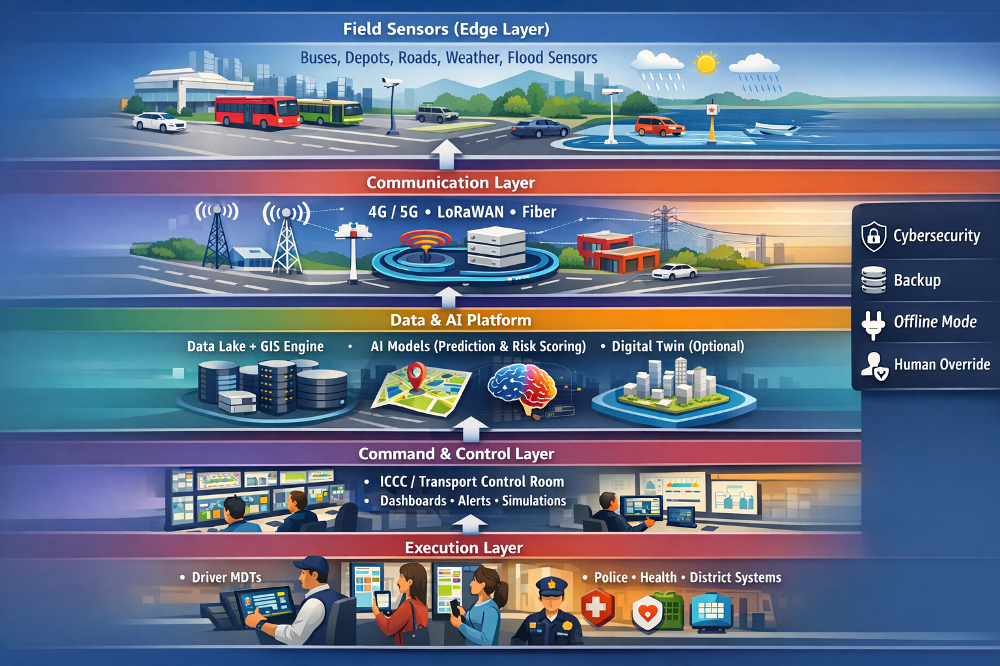 Field Sensors (Edge Layer)
Buses, Depots, Roads, Weather, Flood Sensors
Communication Layer
4G / 5G • LoRaWAN • Fiber
Cybersecurity
Backup
Offline Mode
Human Override
Data & AI Platform
Data Lake + GIS Engine • AI Models (Prediction & Risk Scoring) • Digital Twin (Optional)
Command & Control Layer
• ICCC / Transport Control Room
• Dashboards • Alerts • Simulations
Execution Layer
• Driver MDTs
• Police • Health • District Systems